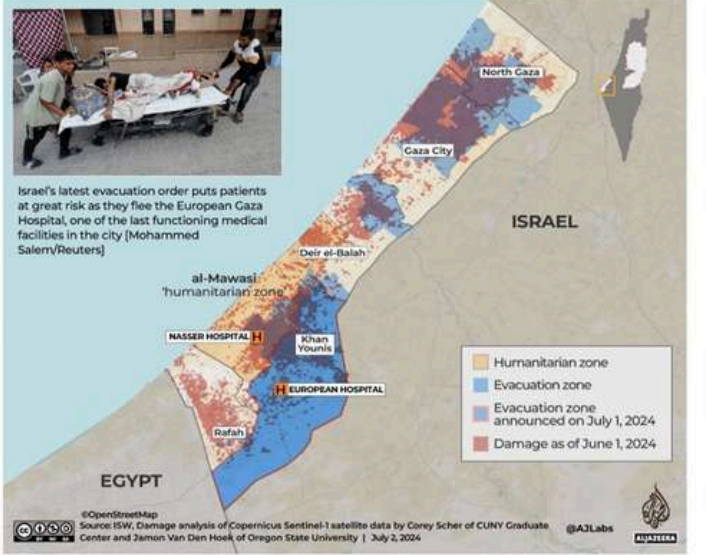 Israel's latest evacuation order puts patients
at great risk as they flee the European Gaza
Hospital, one of the last functioning medical
facilities in the city [Mohammed
Salem/Reuters]
North Gaza
Gaza City
ISRAEL
Deir el-Balah
al-Mawasi
'humanitarian zone'
NASSER HOSPITAL H
Khan
Younis
H EUROPEAN HOSPITAL
Rafah
EGYPT
Humanitarian zone
Evacuation zone
Evacuation zone
announced on July 1, 2024
Damage as of June 1, 2024
©OpenStreetMap
Source: ISW, Damage analysis of Copernicus Sentinel-1 satellite data by Corey Scher of CUNY Graduate
Center and Jamon Van Den Hoek of Oregon State University | July 2, 2024
@AJLabs
ALJAZEERA